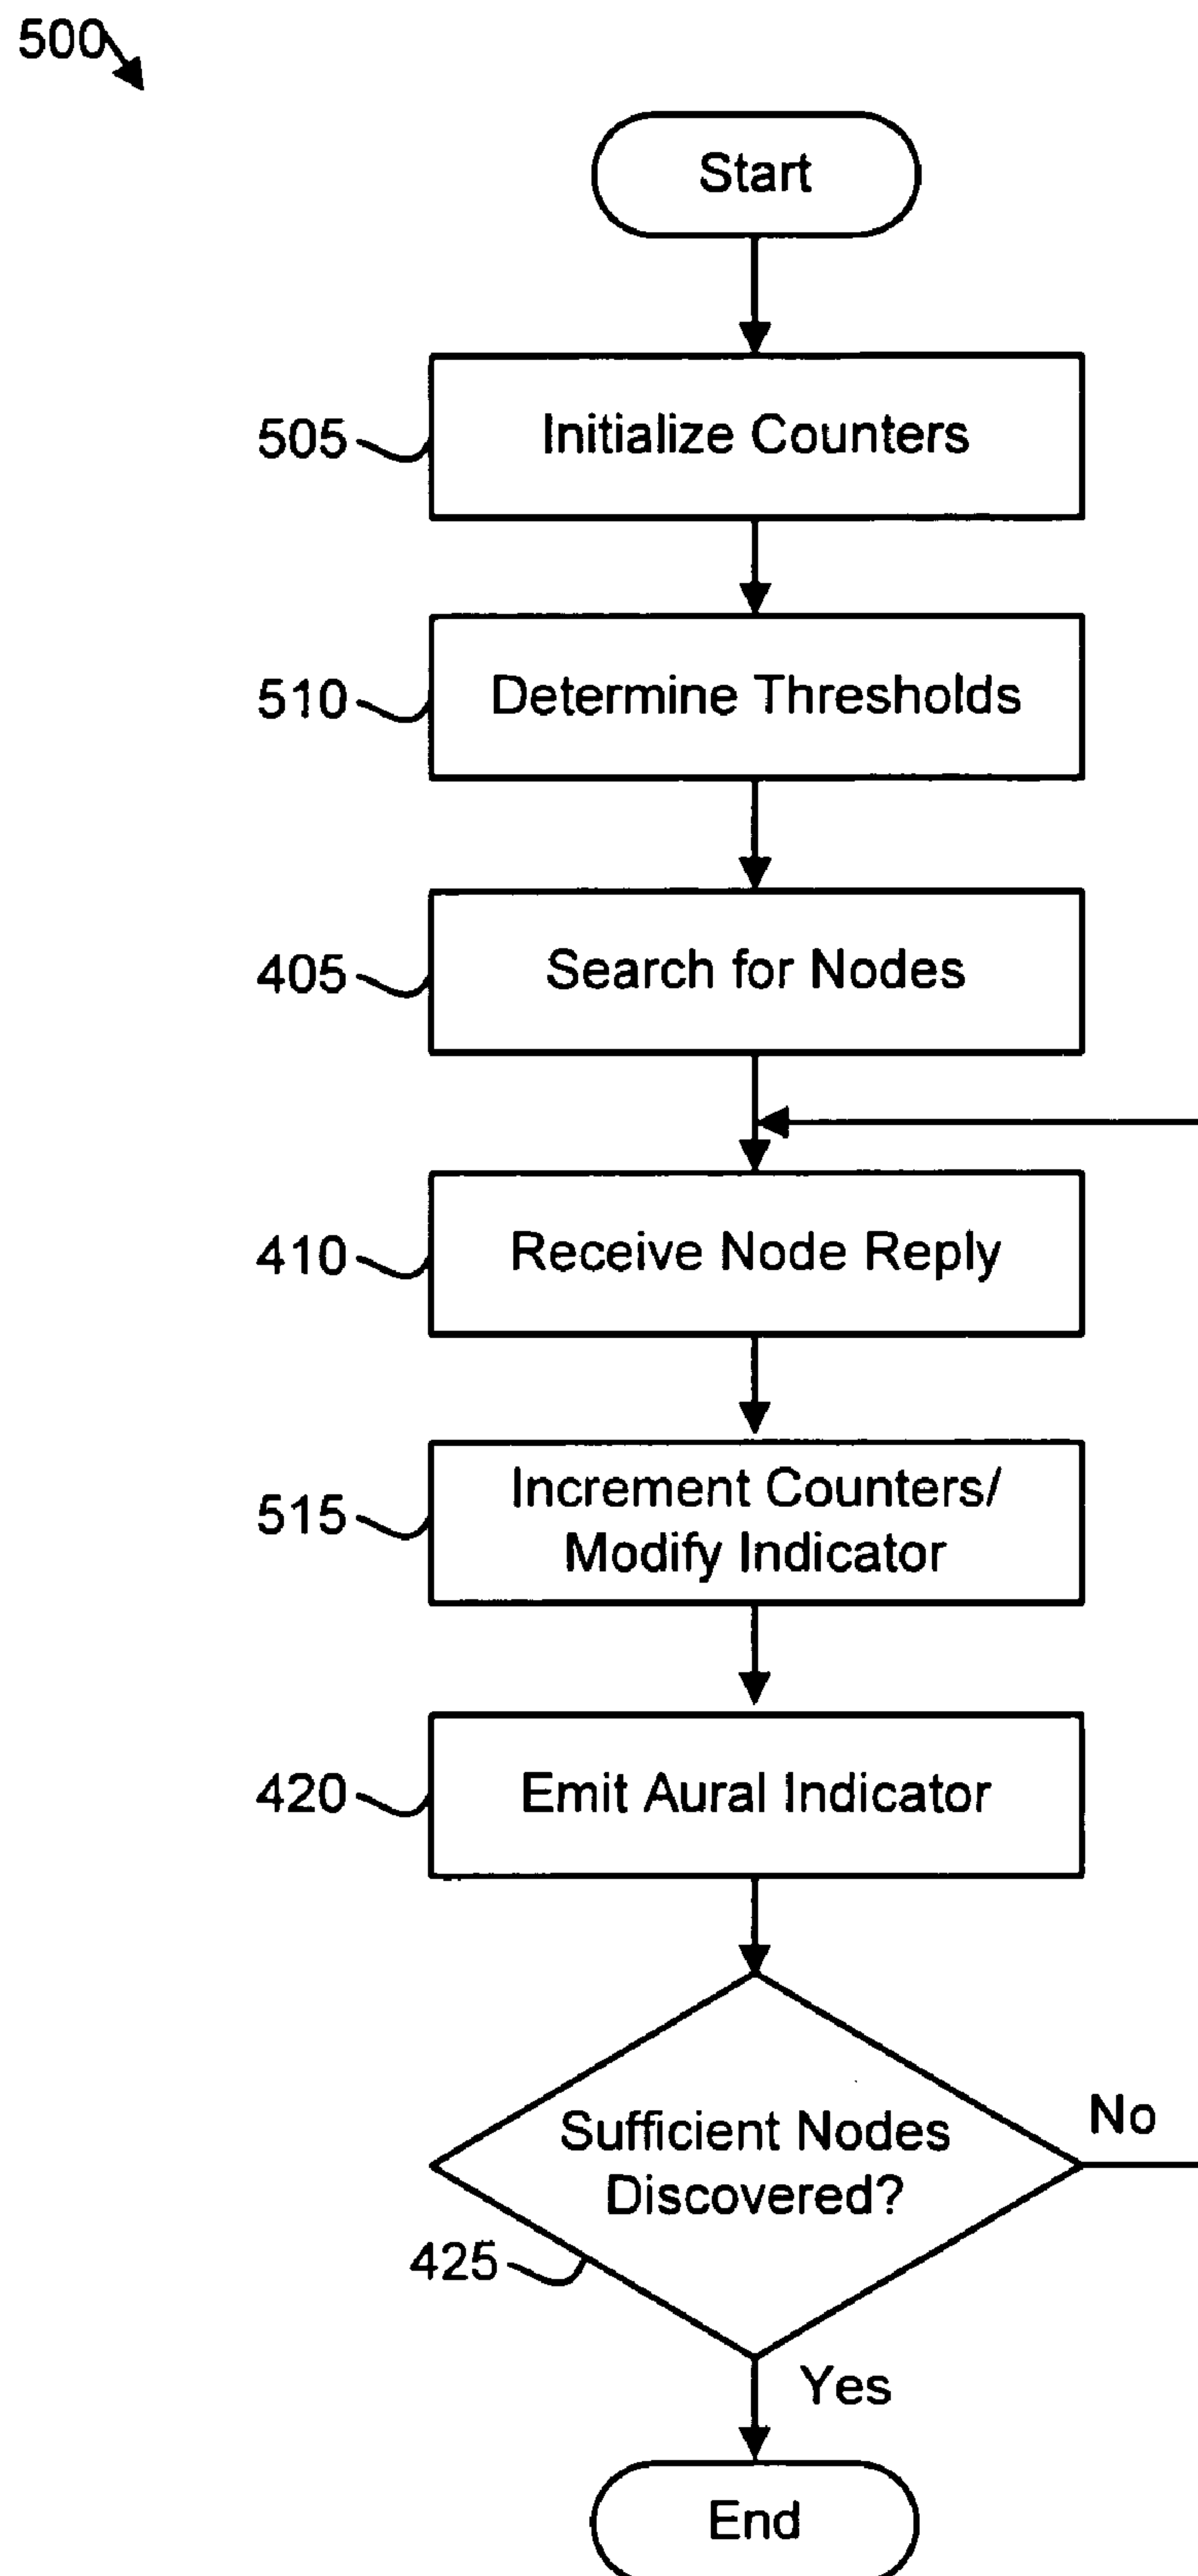 500
Start
505
Initialize Counters
510
Determine Thresholds
405
Search for Nodes
410
Receive Node Reply
515
Increment Counters/
Modify Indicator
420
Emit Aural Indicator
Sufficient Nodes
Discovered?
No
425
Yes
End